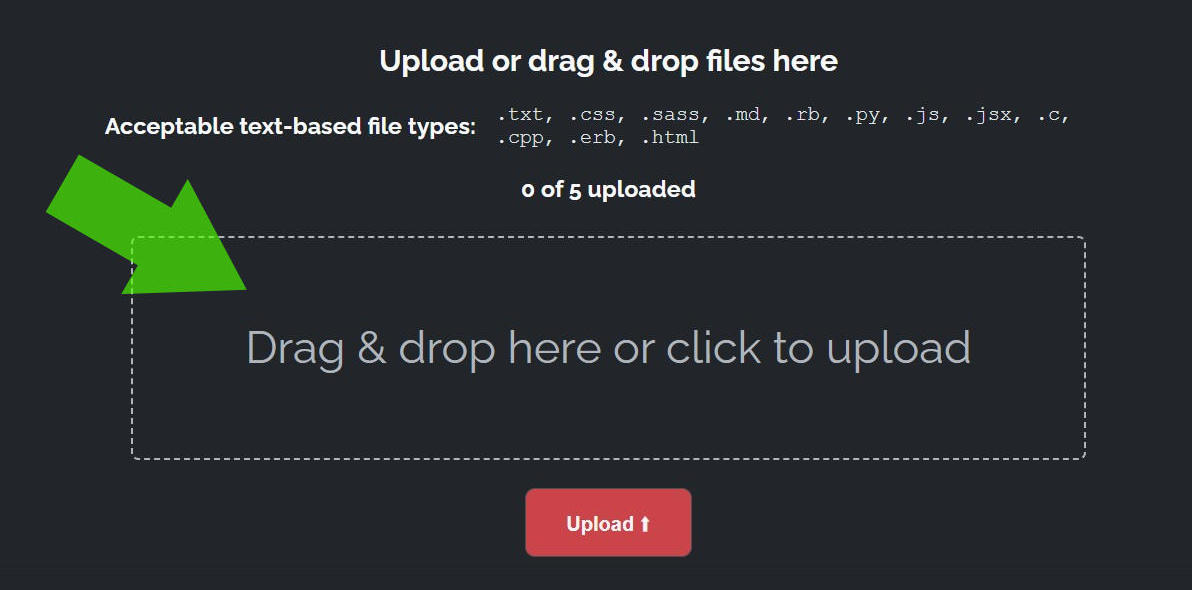 Upload or drag & drop files here
Acceptable text-based file types: .txt, .css, .sass, .md, .rb, .py, .js, .jsx, .c,
.cpp, .erb, .html
0 of 5 uploaded
Drag & drop here or click to upload
Upload ⬆